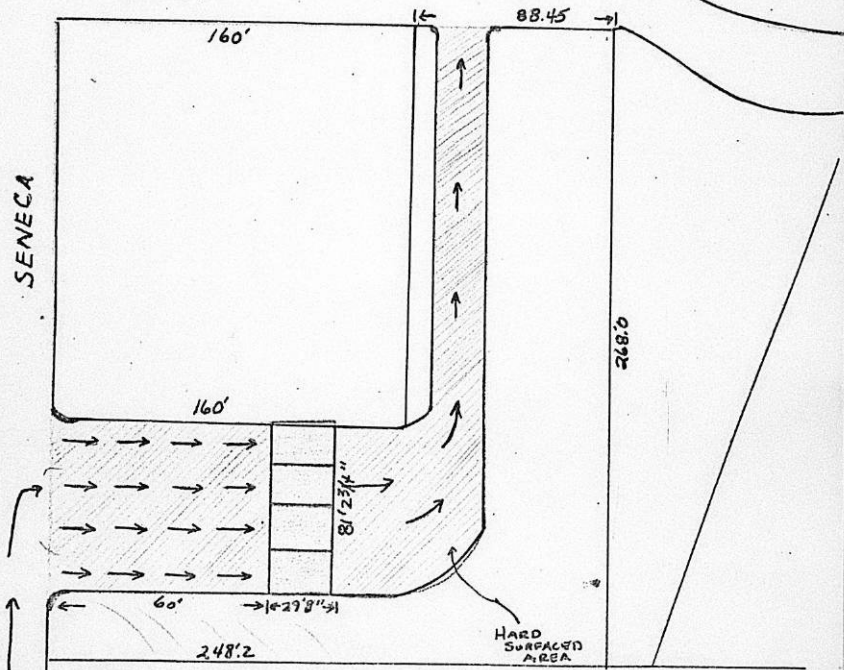 88.45
160'
SENECA
268'.0
160'
81'2 3/4"
60'
29'8"
HARD
SURFACED
AREA
248'.2